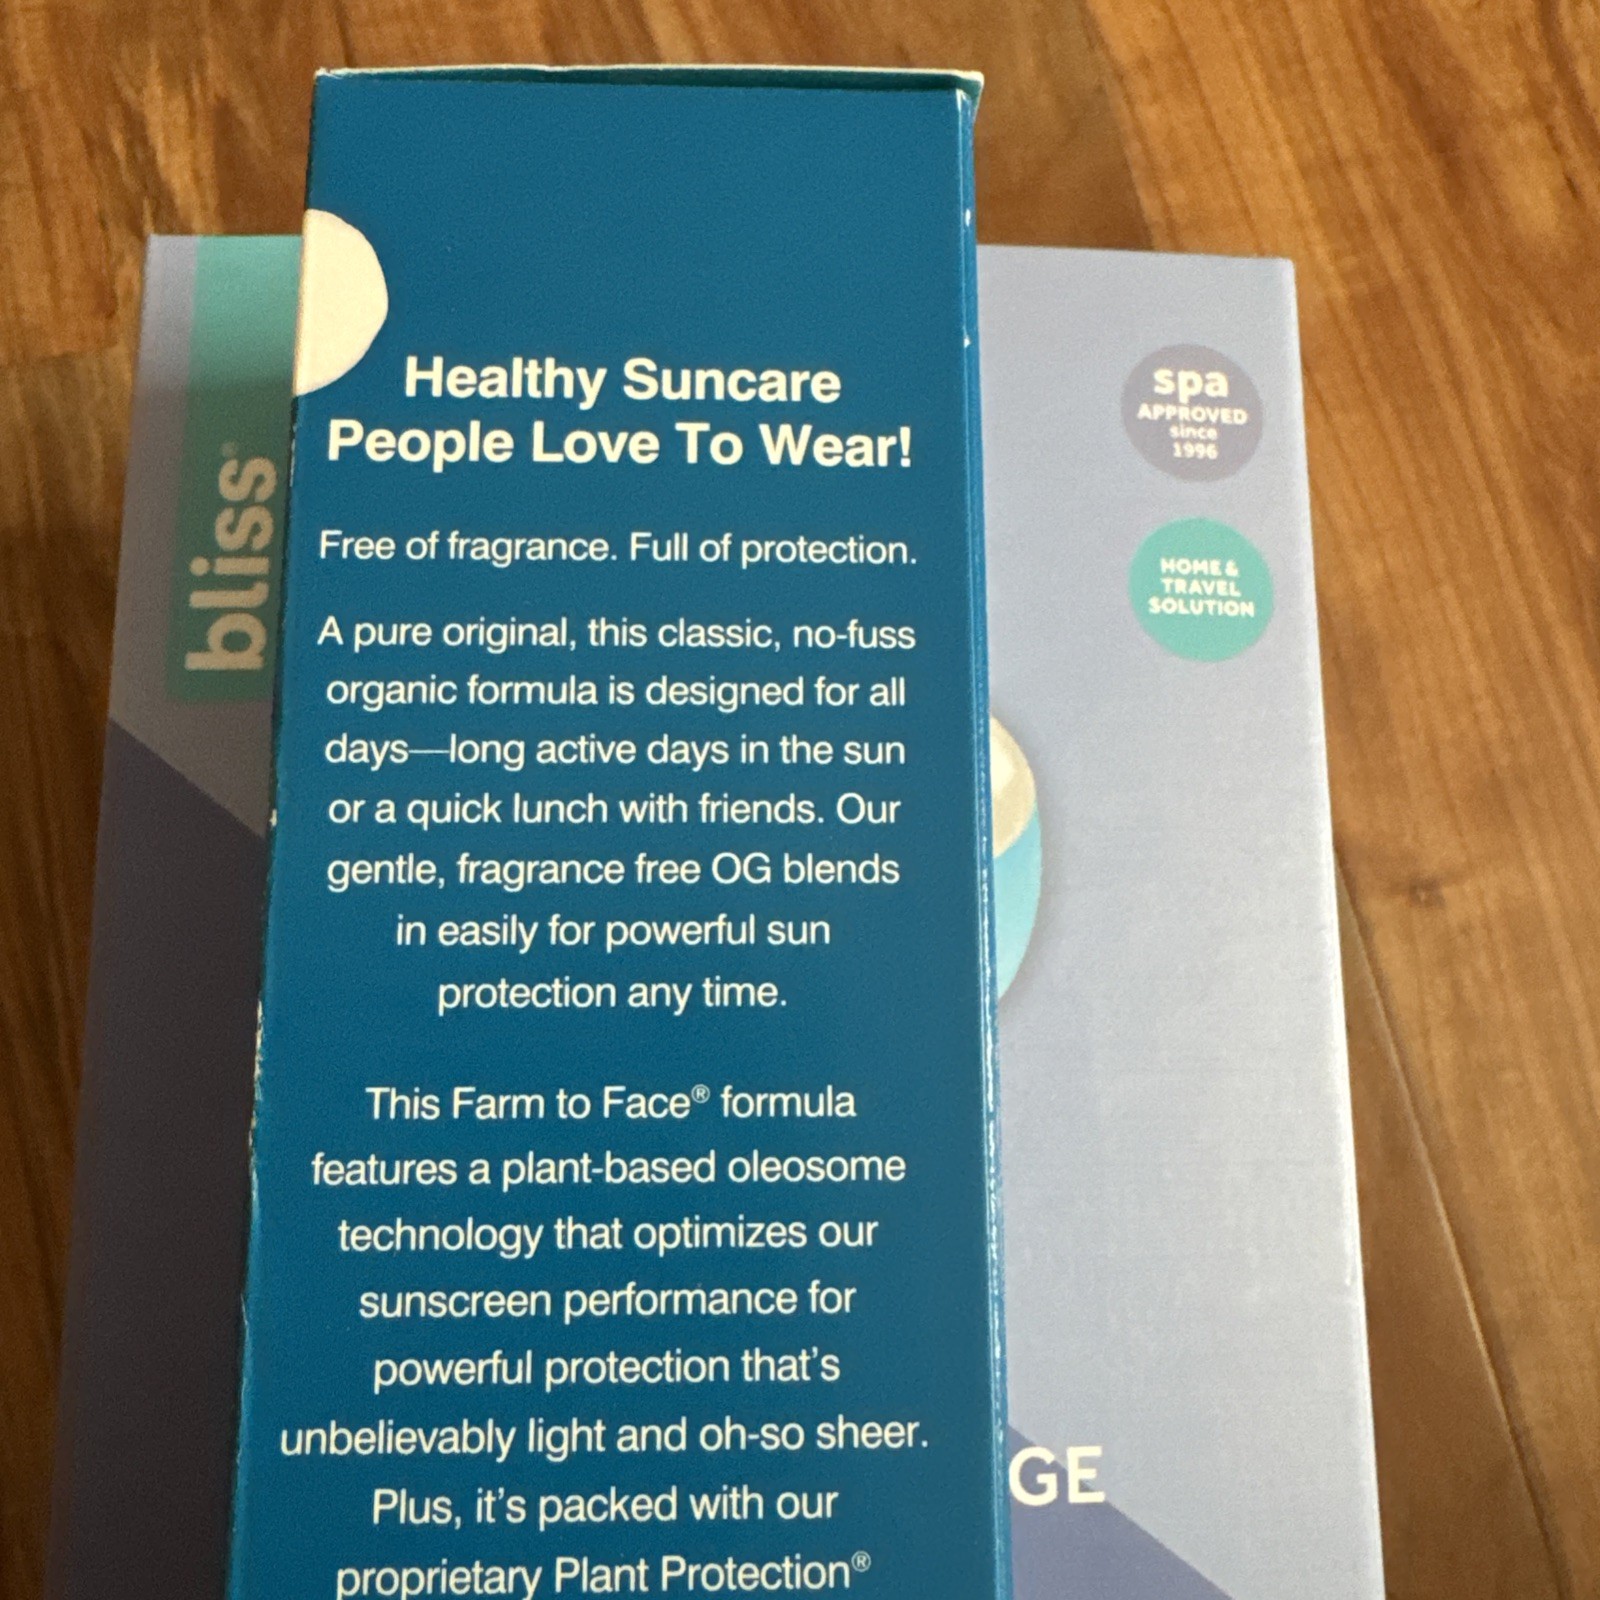 Healthy Suncare
People Love To Wear!
Free of fragrance. Full of protection.
A pure original, this classic, no-fuss
organic formula is designed for all
days—long active days in the sun
or a quick lunch with friends. Our
gentle, fragrance free OG blends
in easily for powerful sun
protection any time.
This Farm to Face® formula
features a plant-based oleosome
technology that optimizes our
sunscreen performance for
powerful protection that's
unbelievably light and oh-so sheer.
Plus, it's packed with our
proprietary Plant Protection®
bliss®
spa
APPROVED
since
1996
HOME &
TRAVEL
SOLUTION
GE